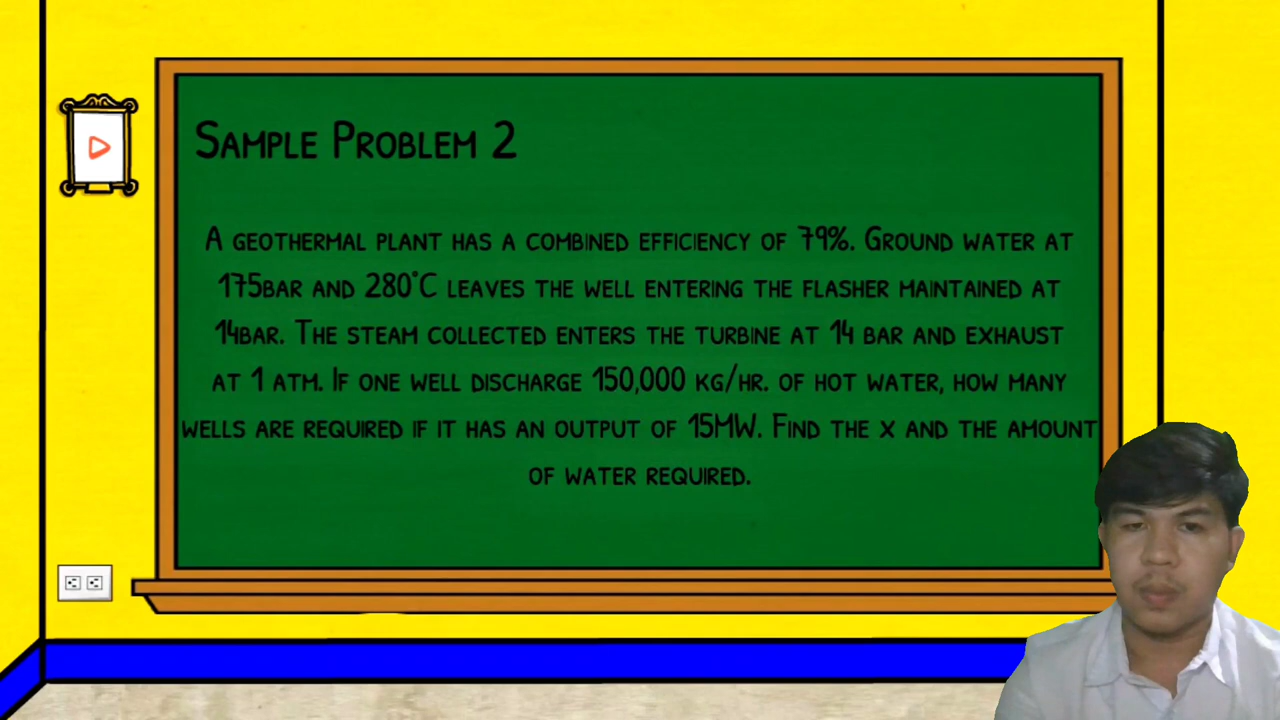 Sample Problem 2
A geothermal plant has a combined efficiency of 79%. Ground water at
175bar and 280°C leaves the well entering the flasher maintained at
14bar. The steam collected enters the turbine at 14 bar and exhaust
at 1 atm. If one well discharge 150,000 kg/hr. of hot water, how many
wells are required if it has an output of 15MW. Find the x and the amount
of water required.